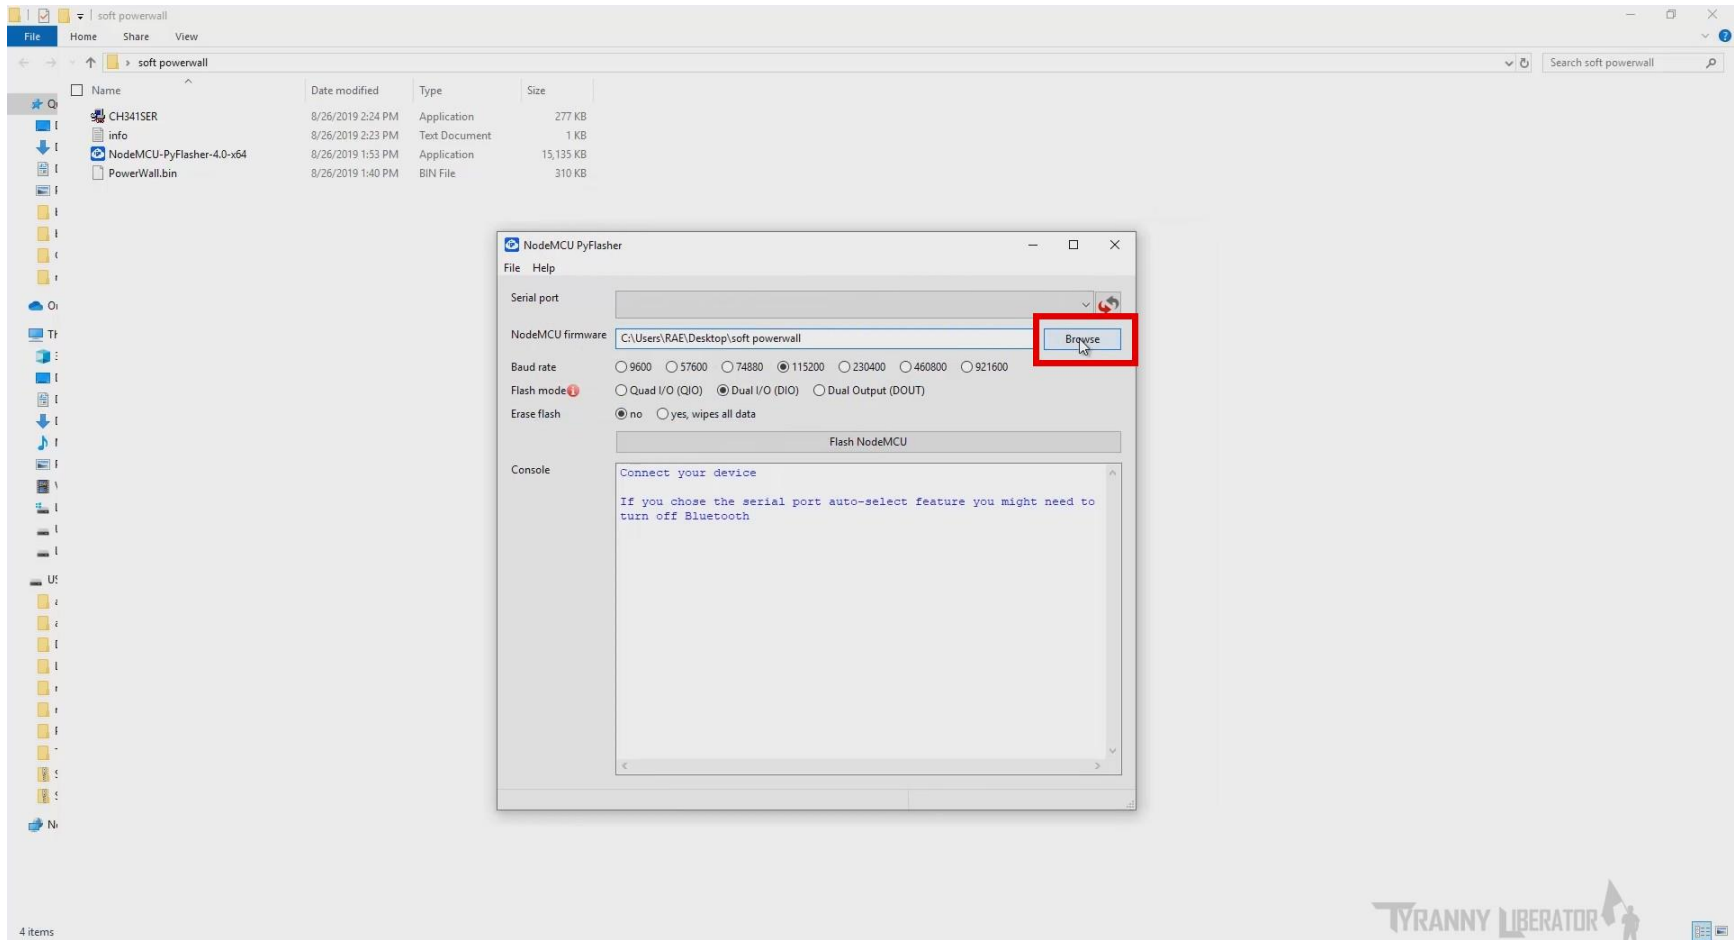 soft powerwall
File Home Share View
soft powerwall
Search soft powerwall
Name Date modified Type Size
CH341SER 8/26/2019 2:24 PM Application 277 KB
info 8/26/2019 2:23 PM Text Document 1 KB
NodeMCU-PyFlasher-4.0-x64 8/26/2019 1:53 PM Application 15,135 KB
PowerWall.bin 8/26/2019 1:40 PM BIN File 310 KB
NodeMCU PyFlasher
File Help
Serial port
NodeMCU firmware C:\Users\RAE\Desktop\soft powerwall Browse
Baud rate 9600 57600 74880 115200 230400 460800 921600
Flash mode Quad I/O (QIO) Dual I/O (DIO) Dual Output (DOUT)
Erase flash no yes, wipes all data
Flash NodeMCU
Console
Connect your device
If you chose the serial port auto-select feature you might need to
turn off Bluetooth
4 items
TYRANNY LIBERATOR